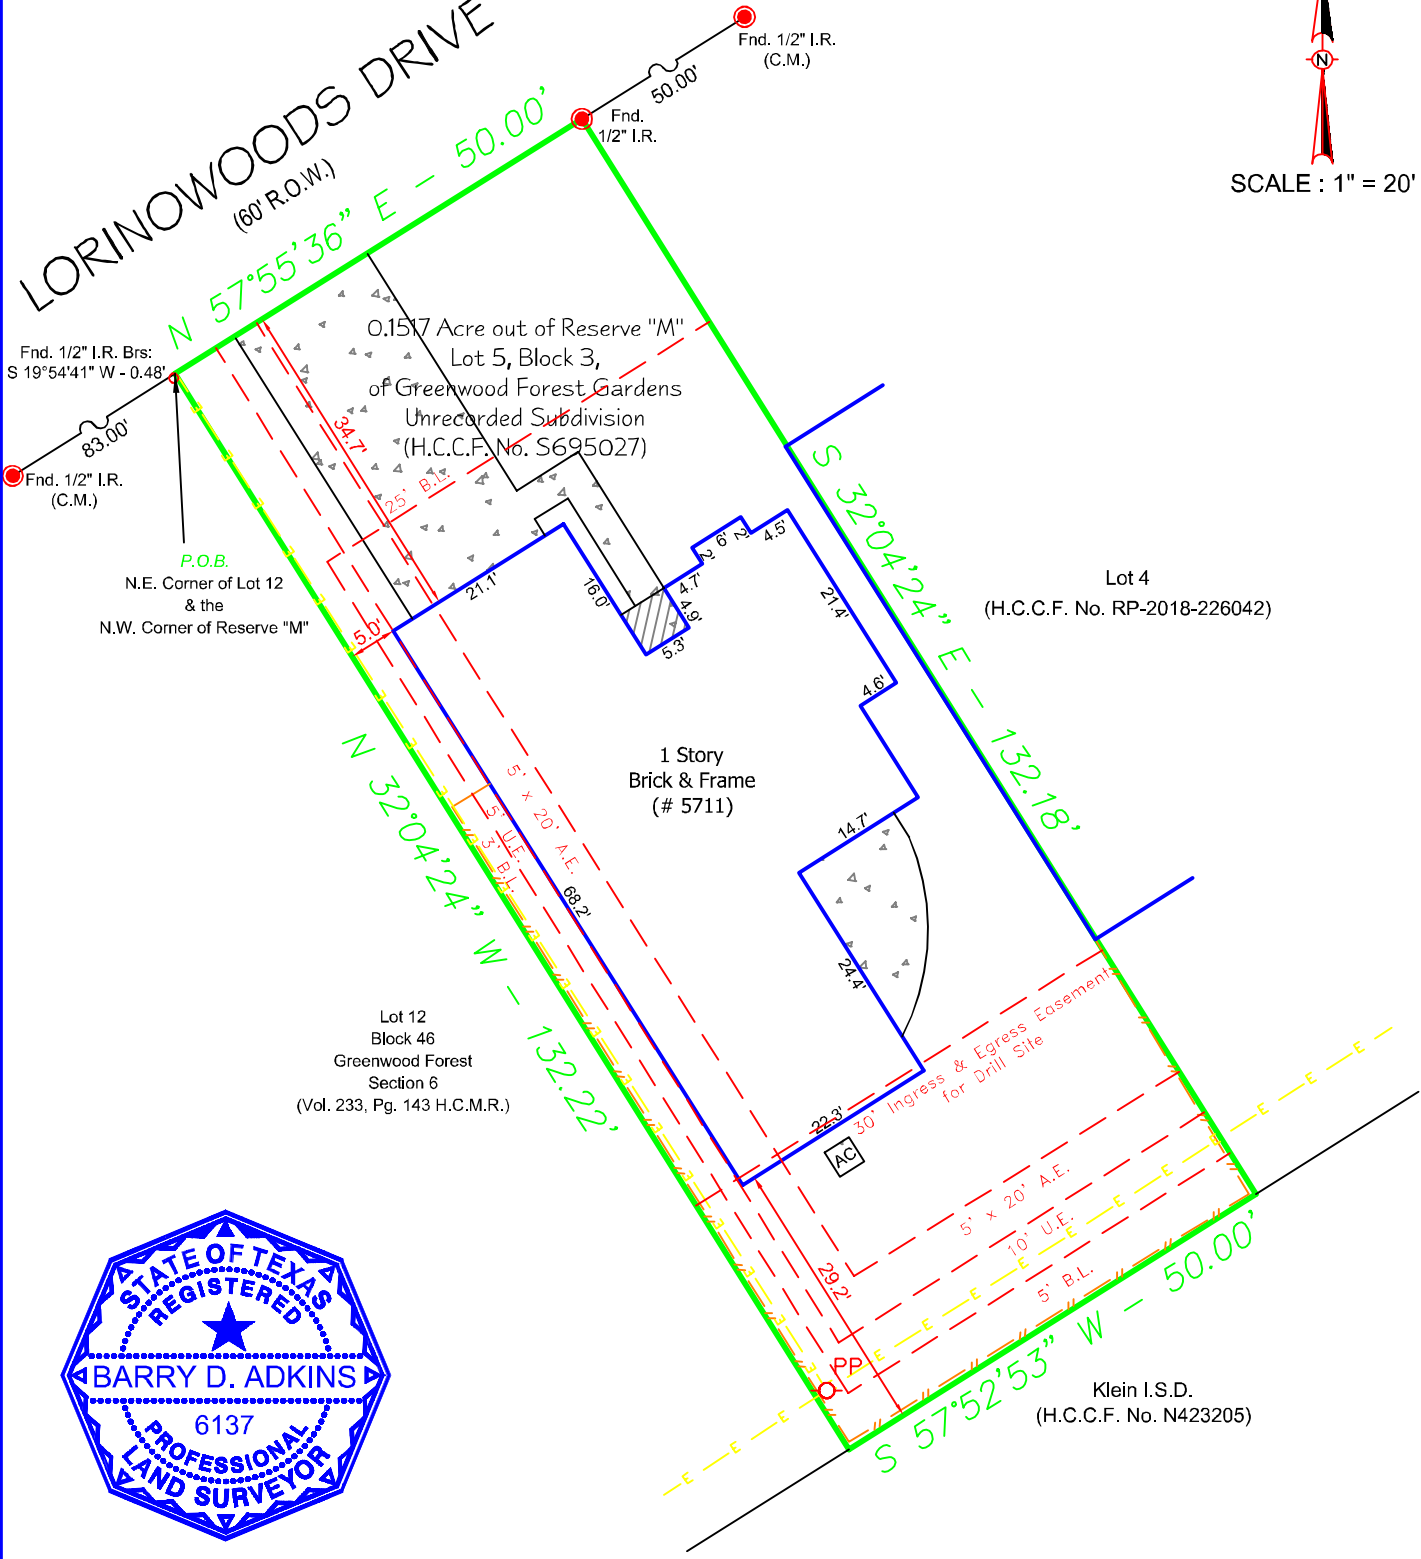 LORINOWOODS DRIVE
(60' R.O.W.)
Fnd. 1/2" I.R.
(C.M.)
50.00'
Fnd.
1/2" I.R.
N
SCALE : 1" = 20'
N 57°55'36" E - 50.00'
Fnd. 1/2" I.R. Brs:
S 19°54'41" W - 0.48'
83.00'
Fnd. 1/2" I.R.
(C.M.)
0.1517 Acre out of Reserve "M"
Lot 5, Block 3,
of Greenwood Forest Gardens
Unrecorded Subdivision
(H.C.C.F. No. S695027)
34.7'
25' B.L.
P.O.B.
N.E. Corner of Lot 12
& the
N.W. Corner of Reserve "M"
5.0'
21.1'
16.0'
5.3'
4.9'
4.7'
2'
6'
2'
4.5'
21.4'
4.6'
S 32°04'24" E - 132.18'
Lot 4
(H.C.C.F. No. RP-2018-226042)
1 Story
Brick & Frame
(# 5711)
14.7'
24.4'
5' x 20' A.E.
5' U.E.
3' B.L.
68.2'
N 32°04'24" W - 132.22'
Lot 12
Block 46
Greenwood Forest
Section 6
(Vol. 233, Pg. 143 H.C.M.R.)
22.3'
AC
30' Ingress & Egress Easement
for Drill Site
5' x 20' A.E.
10' U.E.
5' B.L.
29.2'
PP
E E E E E E E E E
S 57°52'53" W - 50.00'
Klein I.S.D.
(H.C.C.F. No. N423205)
STATE OF TEXAS
REGISTERED
BARRY D. ADKINS
6137
PROFESSIONAL
LAND SURVEYOR